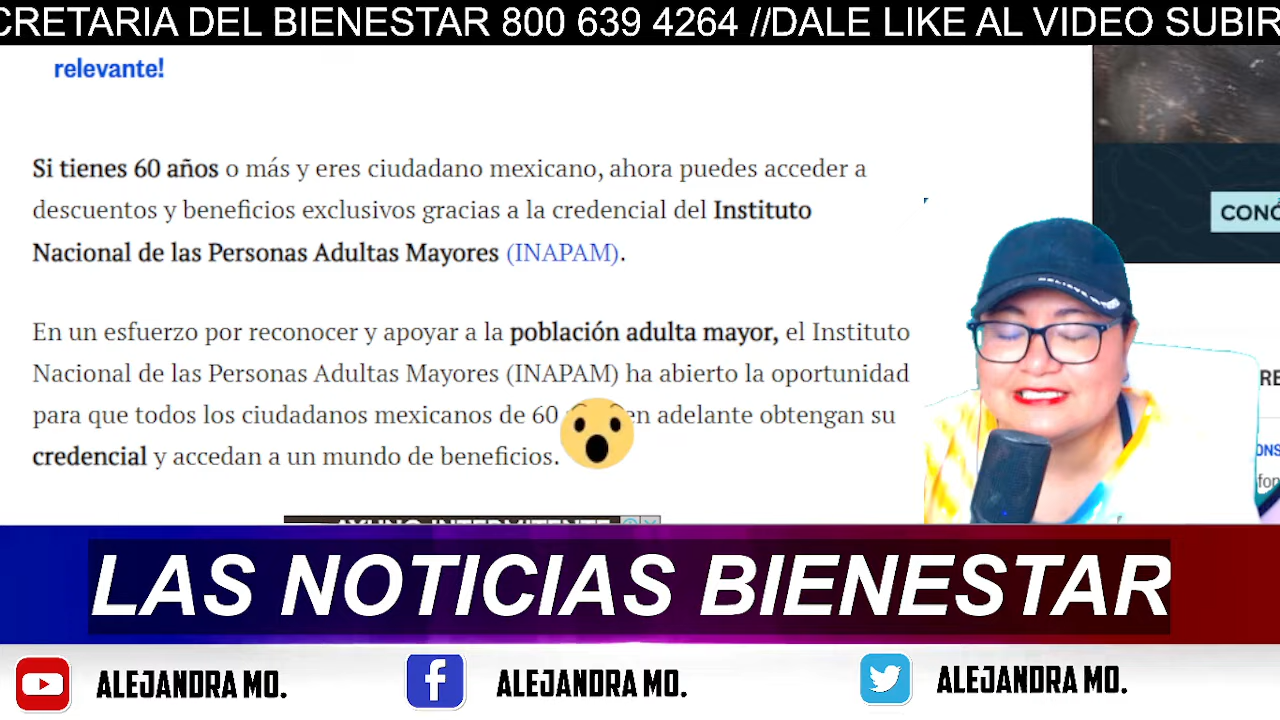 CRETARIA DEL BIENESTAR 800 639 4264 //DALE LIKE AL VIDEO SUBIR
relevante!
Si tienes 60 años o más y eres ciudadano mexicano, ahora puedes acceder a
descuentos y beneficios exclusivos gracias a la credencial del Instituto
Nacional de las Personas Adultas Mayores (INAPAM).
En un esfuerzo por reconocer y apoyar a la población adulta mayor, el Instituto
Nacional de las Personas Adultas Mayores (INAPAM) ha abierto la oportunidad
para que todos los ciudadanos mexicanos de 60 en adelante obtengan su
credencial y accedan a un mundo de beneficios.
CONÓ
RE
ONS
fon
LAS NOTICIAS BIENESTAR
ALEJANDRA MO.
ALEJANDRA MO.
ALEJANDRA MO.